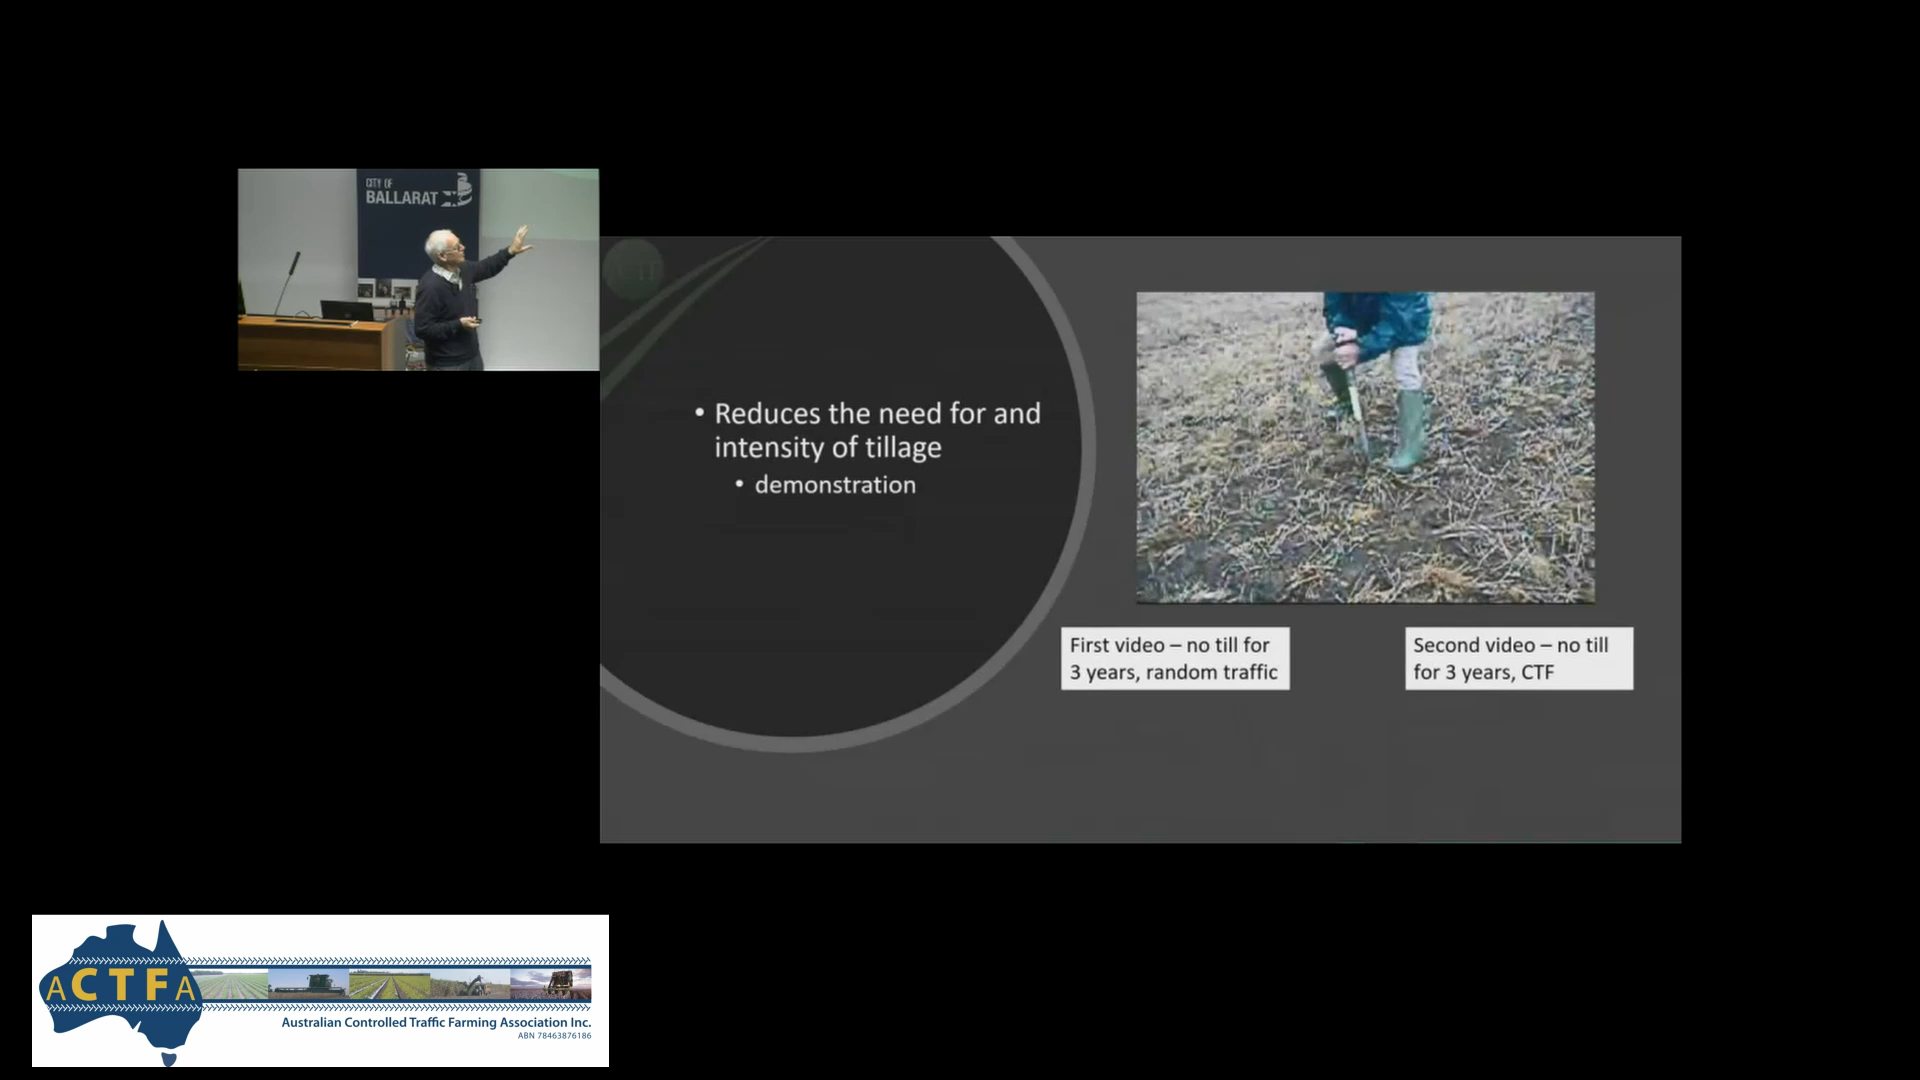 CITY OF
BALLARAT
• Reduces the need for and
intensity of tillage
• demonstration
First video – no till for
3 years, random traffic
Second video – no till
for 3 years, CTF
ACTFA
Australian Controlled Traffic Farming Association Inc.
ABN 78463876186